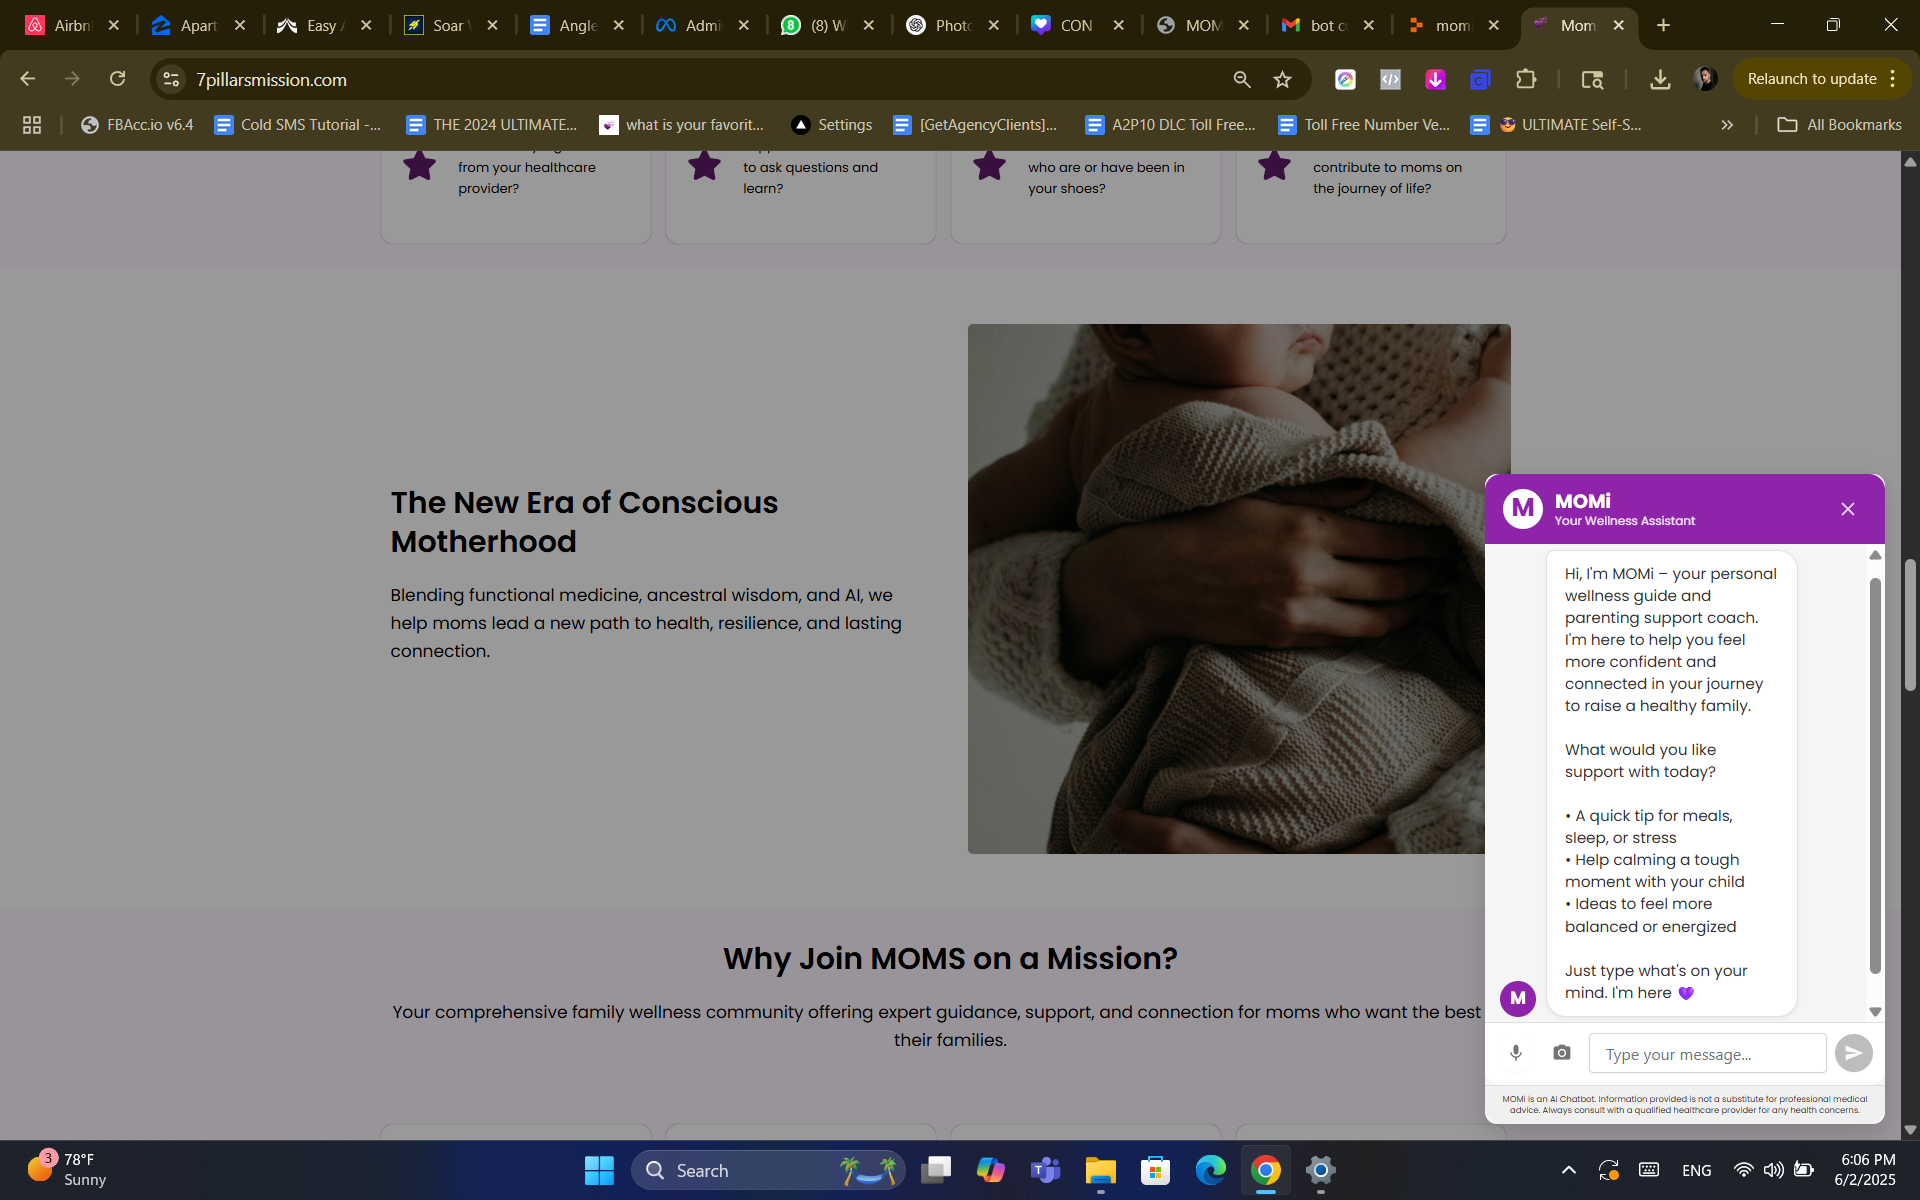 Airbn
Apart
Easy
Soar
Angle
Admi
(8) W
Photo
CON
MOM
bot c
mom
Mom
7pillarsmission.com
Relaunch to update
FBAcc.io v6.4
Cold SMS Tutorial -...
THE 2024 ULTIMATE...
what is your favorit...
Settings
[GetAgencyClients]...
A2P10 DLC Toll Free...
Toll Free Number Ve...
ULTIMATE Self-S...
All Bookmarks
from your healthcare
provider?
to ask questions and
learn?
who are or have been in
your shoes?
contribute to moms on
the journey of life?
The New Era of Conscious
Motherhood
Blending functional medicine, ancestral wisdom, and AI, we
help moms lead a new path to health, resilience, and lasting
connection.
Why Join MOMS on a Mission?
Your comprehensive family wellness community offering expert guidance, support, and connection for moms who want the best
their families.
M
MOMi
Your Wellness Assistant
Hi, I'm MOMi – your personal
wellness guide and
parenting support coach.
I'm here to help you feel
more confident and
connected in your journey
to raise a healthy family.
What would you like
support with today?
• A quick tip for meals,
sleep, or stress
• Help calming a tough
moment with your child
• Ideas to feel more
balanced or energized
Just type what's on your
mind. I'm here 💜
M
Type your message...
MOMi is an AI Chatbot. Information provided is not a substitute for professional medical
advice. Always consult with a qualified healthcare provider for any health concerns.
3
78°F
Sunny
Search
ENG
6:06 PM
6/2/2025